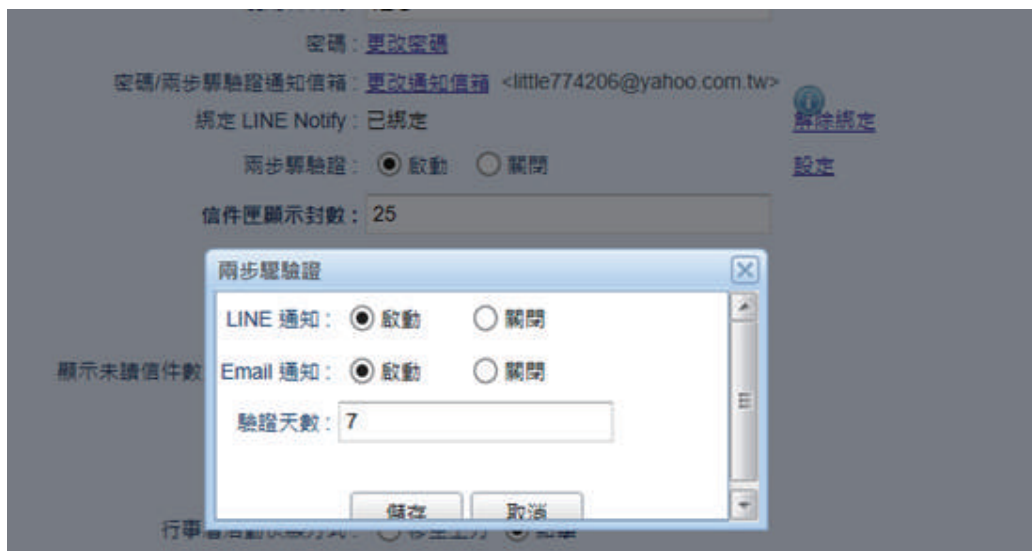 密碼 : 更改密碼
密碼/兩步驟驗證通知信箱 : 更改通知信箱 <little774206@yahoo.com.tw>
綁定 LINE Notify : 已綁定 解除綁定
兩步驟驗證 : 啟動 關閉 設定
信件匣顯示封數 : 25
兩步驟驗證
LINE 通知 : 啟動 關閉
顯示未讀信件數 Email 通知 : 啟動 關閉
驗證天數 : 7
儲存 取消